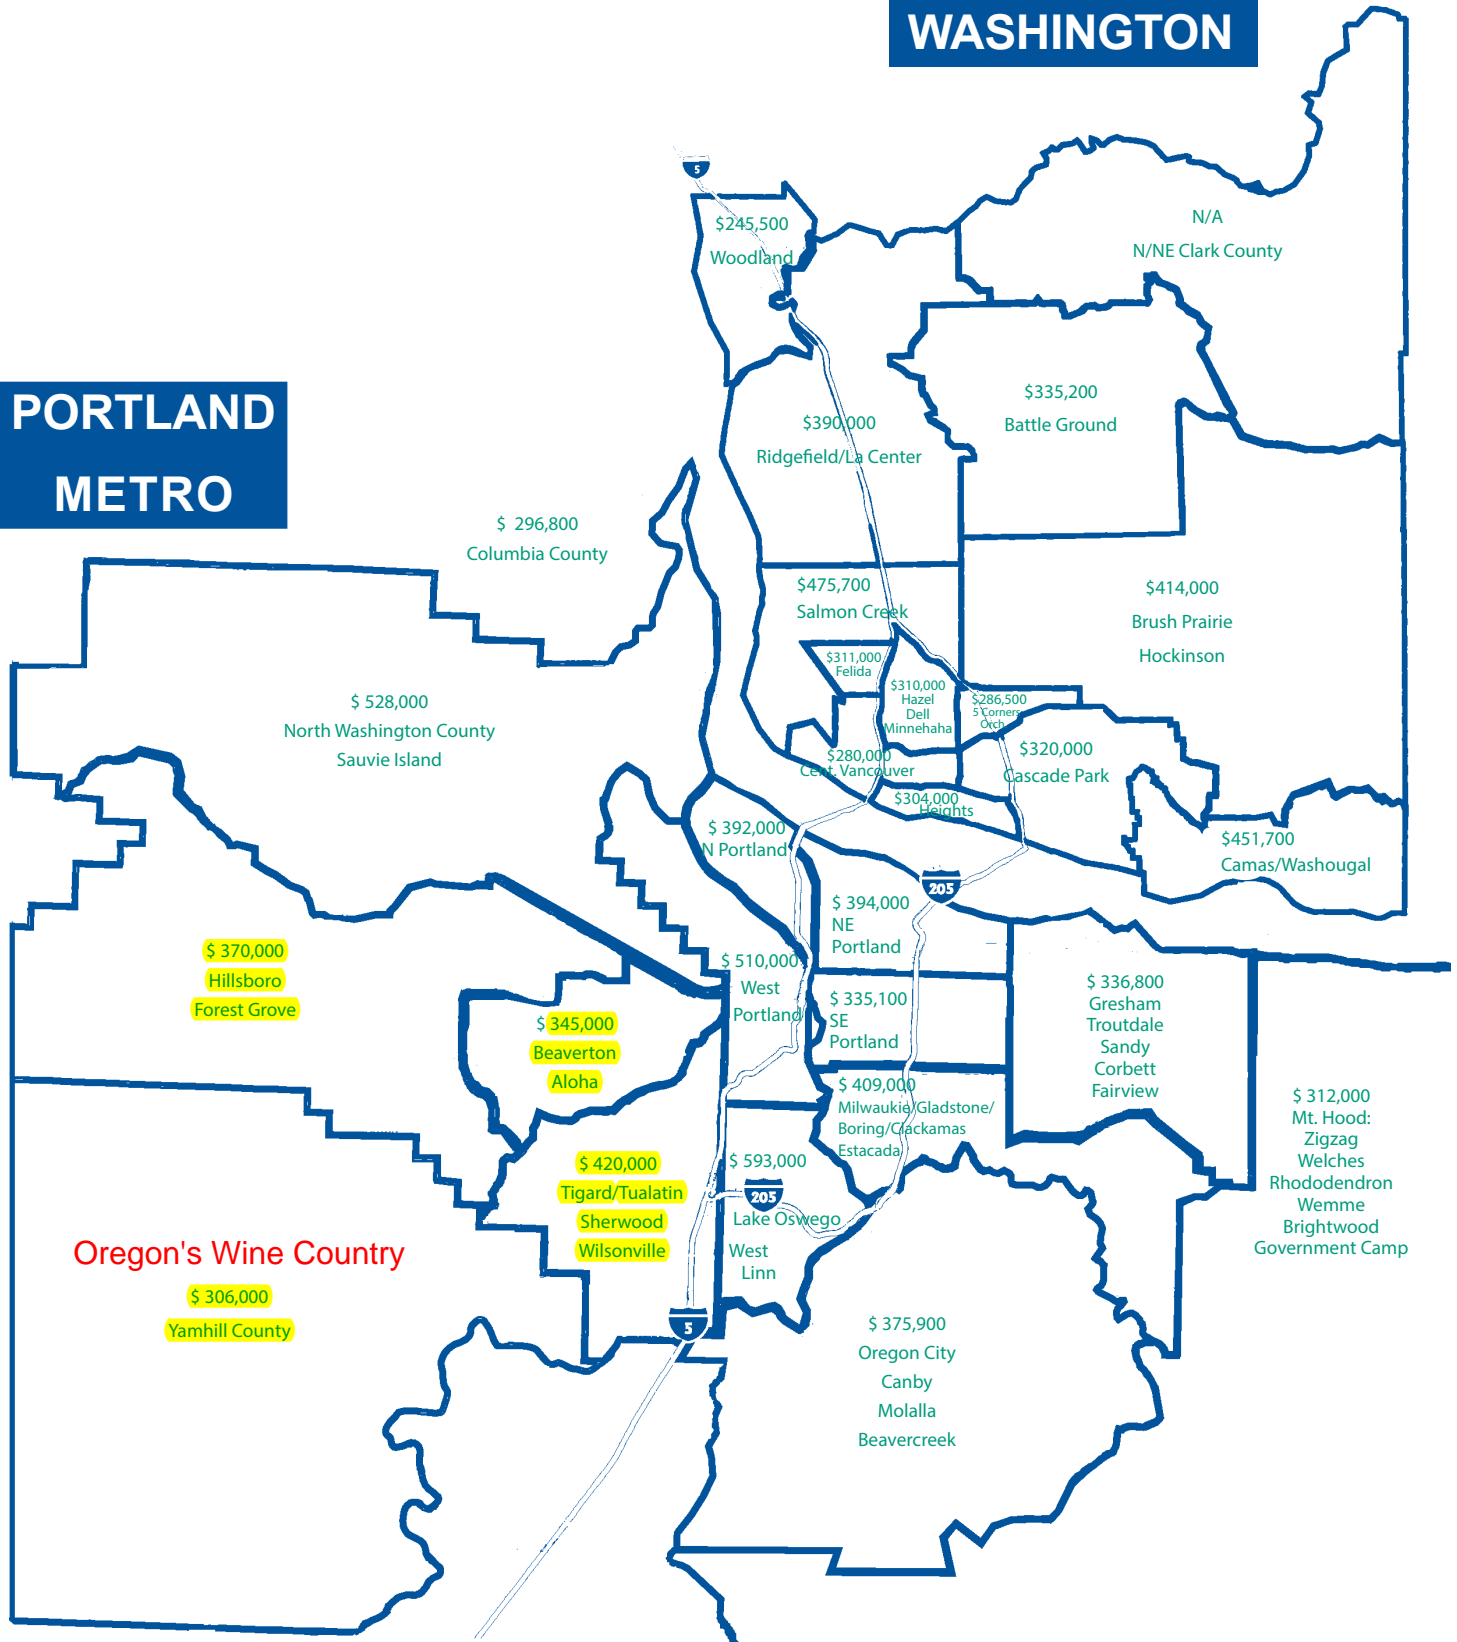 WASHINGTON
5
$245,500
Woodland
N/A
N/NE Clark County
PORTLAND
METRO
$335,200
Battle Ground
$390,000
Ridgefield/La Center
$ 296,800
Columbia County
$475,700
Salmon Creek
$414,000
Brush Prairie
Hockinson
$311,000
Felida
$310,000
Hazel
Dell
Minnehaha
$286,500
5 Corners
Orch
$ 528,000
North Washington County
Sauvie Island
$280,000
Cent. Vancouver
$320,000
Cascade Park
$304,000
Heights
$ 392,000
N Portland
$451,700
Camas/Washougal
205
$ 394,000
NE
Portland
$ 370,000
Hillsboro
Forest Grove
$ 510,000
West
Portland
$ 335,100
SE
Portland
$ 336,800
Gresham
Troutdale
Sandy
Corbett
Fairview
$ 345,000
Beaverton
Aloha
$ 409,000
Milwaukie/Gladstone/
Boring/Clackamas
Estacada
$ 312,000
Mt. Hood:
Zigzag
Welches
Rhododendron
Wemme
Brightwood
Government Camp
$ 420,000
Tigard/Tualatin
Sherwood
Wilsonville
$ 593,000
205
Lake Oswego
West
Linn
Oregon's Wine Country
$ 306,000
Yamhill County
5
$ 375,900
Oregon City
Canby
Molalla
Beavercreek